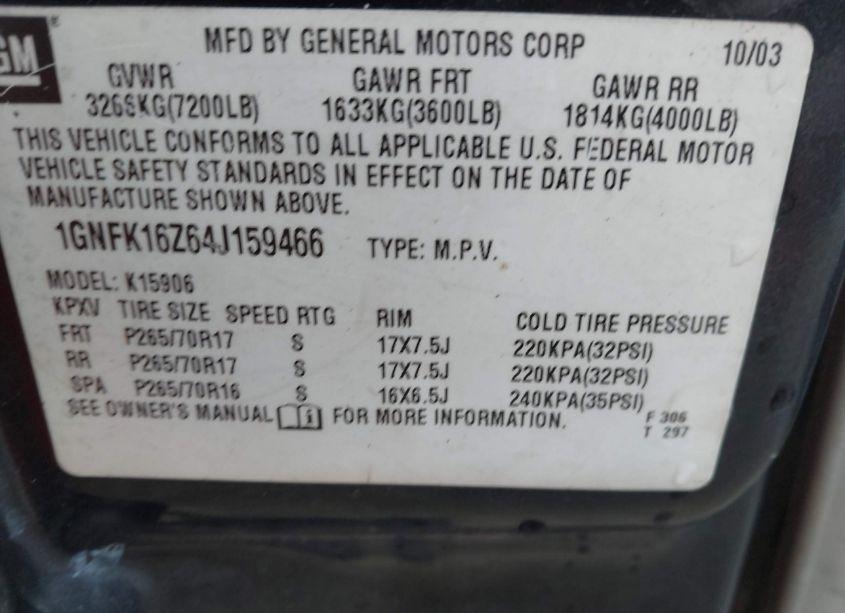 GM
MFD BY GENERAL MOTORS CORP 10/03
GVWR GAWR FRT GAWR RR
3266KG(7200LB) 1633KG(3600LB) 1814KG(4000LB)
THIS VEHICLE CONFORMS TO ALL APPLICABLE U.S. FEDERAL MOTOR
VEHICLE SAFETY STANDARDS IN EFFECT ON THE DATE OF
MANUFACTURE SHOWN ABOVE.
1GNFK16Z64J159466 TYPE: M.P.V.
MODEL: K15906
KPXV TIRE SIZE SPEED RTG RIM COLD TIRE PRESSURE
FRT P265/70R17 S 17X7.5J 220KPA(32PSI)
RR P265/70R17 S 17X7.5J 220KPA(32PSI)
SPA P265/70R16 S 16X6.5J 240KPA(35PSI)
SEE OWNER'S MANUAL FOR MORE INFORMATION.
F 306
T 297